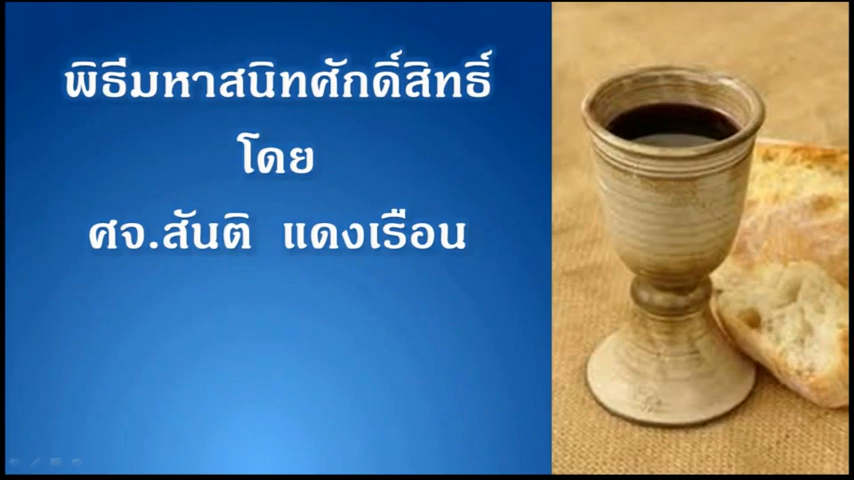 พิธีมหาสนิทศักดิ์สิทธิ์
โดย
ศจ.สันติ แดงเรือน